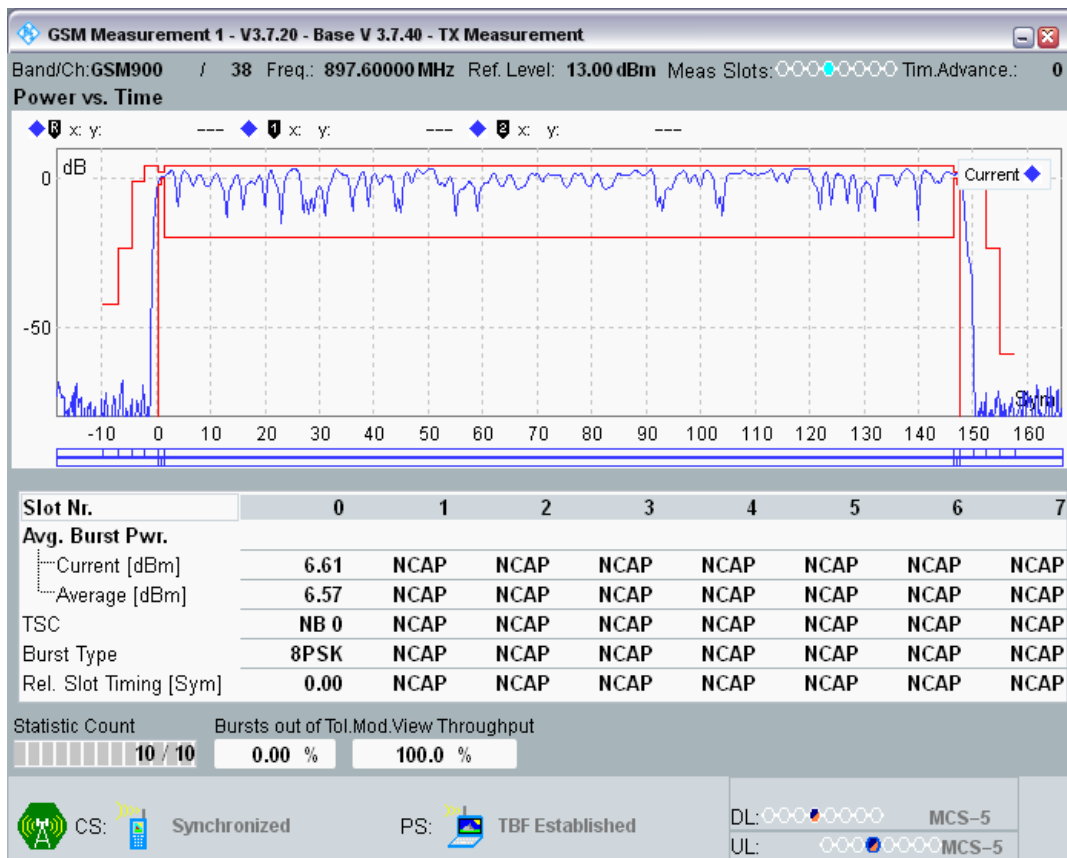 GSM Measurement 1 - V3.7.20 - Base V 3.7.40 - TX Measurement
Band/Ch:GSM900 / 38 Freq.: 897.60000 MHz Ref. Level: 13.00 dBm Meas Slots: Tim.Advance.: 0
Power vs. Time
R x: y: --- 1 x: y: --- 2 x: y: ---
dB
0
Current
-50
Sym
-10 0 10 20 30 40 50 60 70 80 90 100 110 120 130 140 150 160
Slot Nr. 0 1 2 3 4 5 6 7
Avg. Burst Pwr.
Current [dBm] 6.61 NCAP NCAP NCAP NCAP NCAP NCAP NCAP
Average [dBm] 6.57 NCAP NCAP NCAP NCAP NCAP NCAP NCAP
TSC NB 0 NCAP NCAP NCAP NCAP NCAP NCAP NCAP
Burst Type 8PSK NCAP NCAP NCAP NCAP NCAP NCAP NCAP
Rel. Slot Timing [Sym] 0.00 NCAP NCAP NCAP NCAP NCAP NCAP NCAP
Statistic Count Bursts out of Tol.Mod.View Throughput
10 / 10 0.00 % 100.0 %
CS: Synchronized PS: TBF Established DL: MCS-5
UL: MCS-5